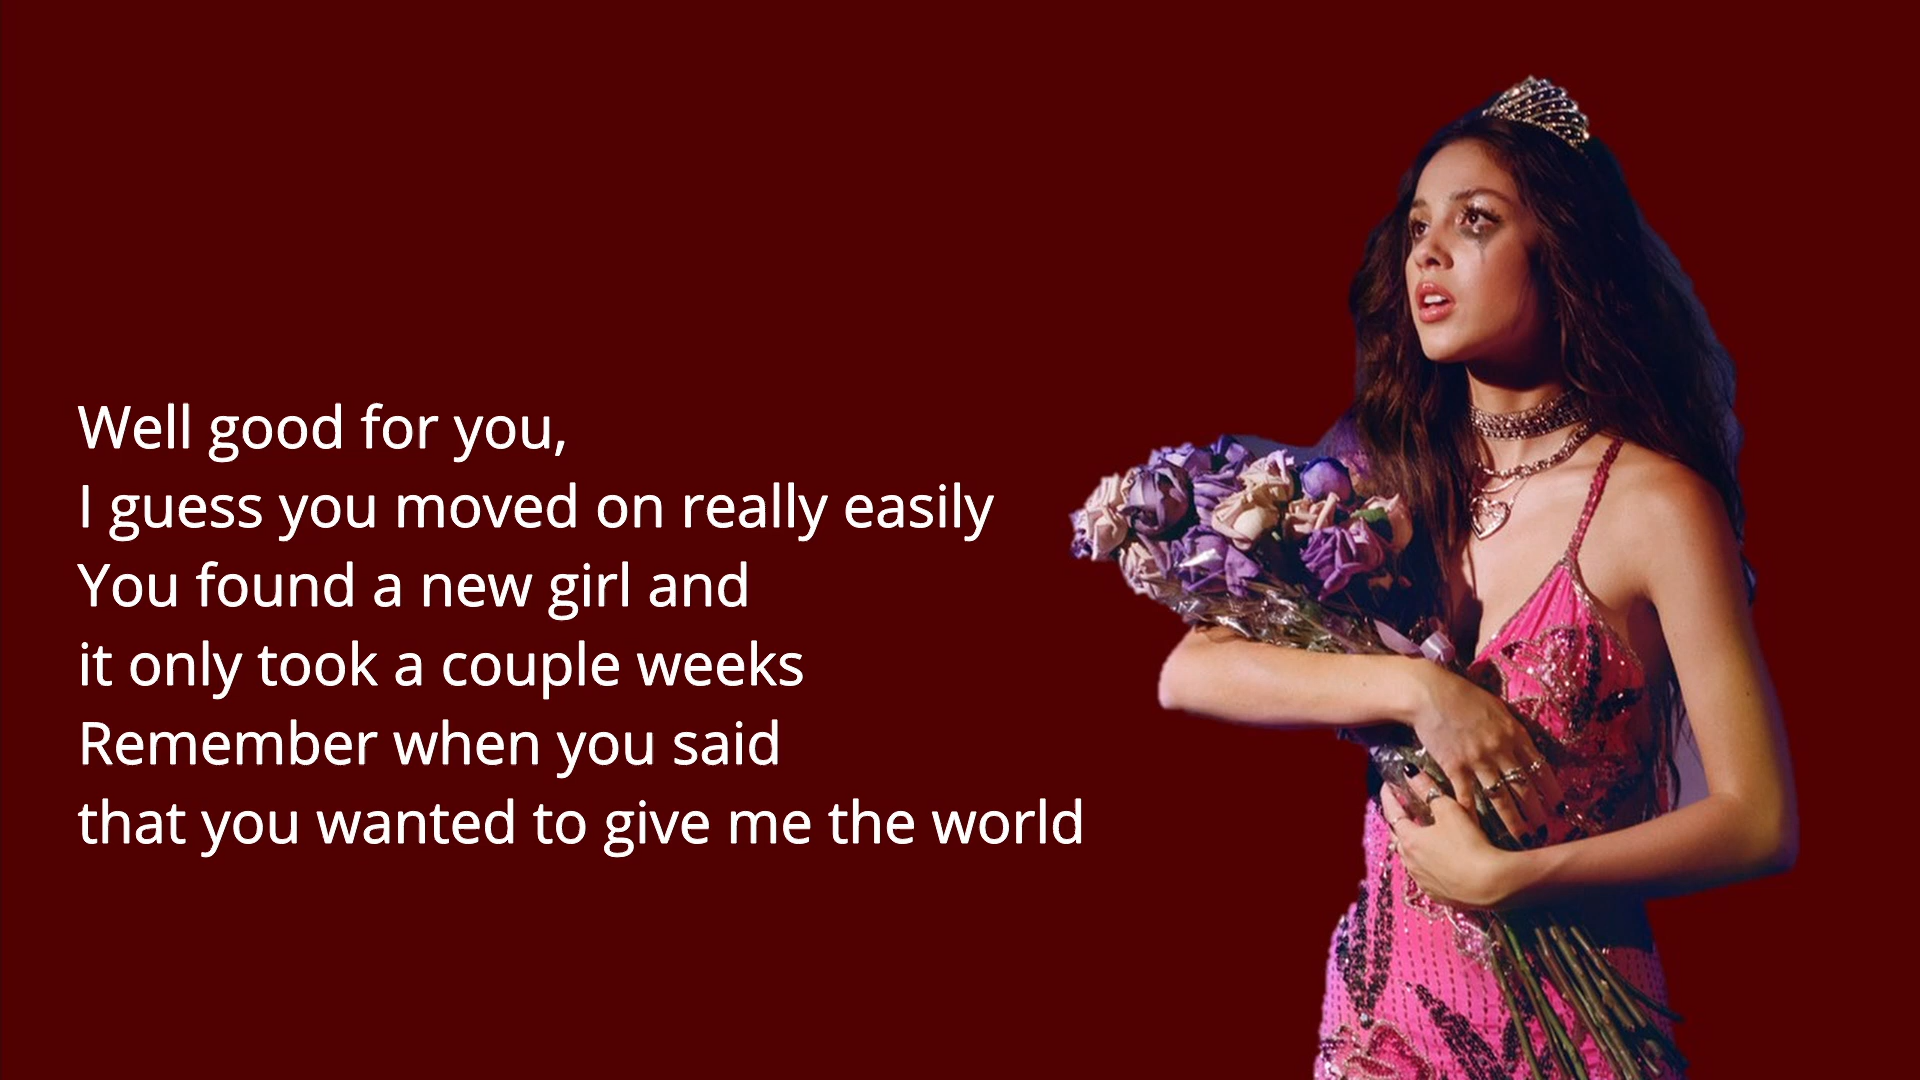 Well good for you,
I guess you moved on really easily
You found a new girl and
it only took a couple weeks
Remember when you said
that you wanted to give me the world